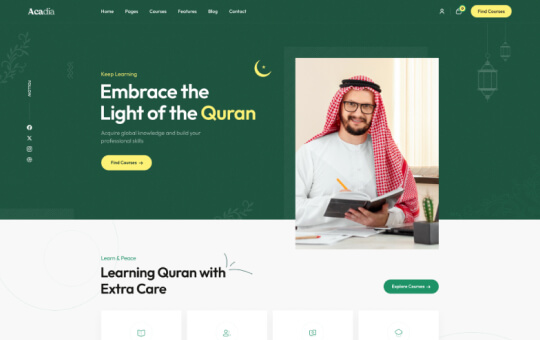 Acadia
Home Pages Courses Features Blog Contact
0
Find Courses
FOLLOW
Keep Learning
Embrace the
Light of the Quran
Acquire global knowledge and build your
professional skills
Find Courses →
Learn & Peace
Learning Quran with
Extra Care
Explore Courses →